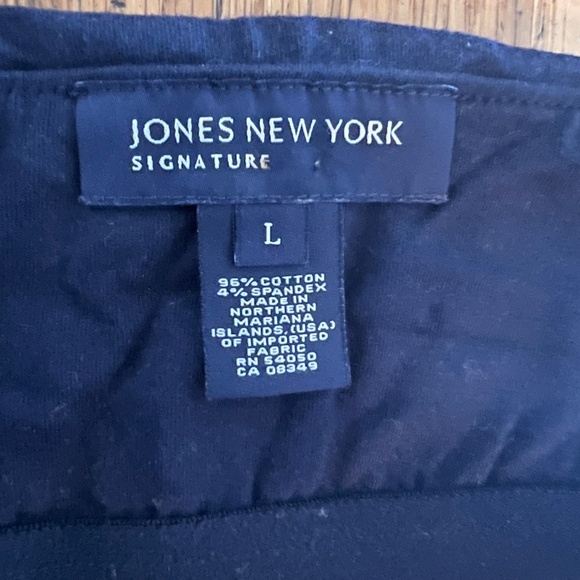 JONES NEW YORK
SIGNATURE
L
96% COTTON
4% SPANDEX
MADE IN
NORTHERN
MARIANA
ISLANDS, (USA)
OF IMPORTED
FABRIC
RN 54050
CA 08349